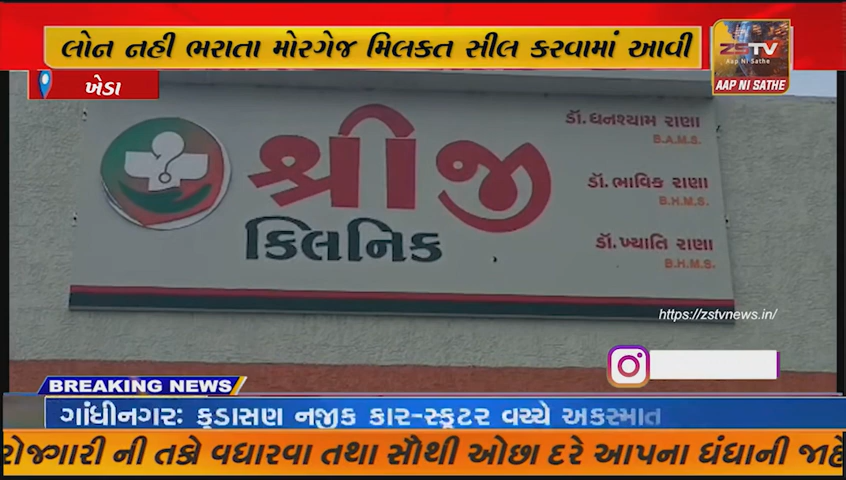 લોન નહી ભરાતા મોરગેજ મિલકત સીલ કરવામાં આવી
ZSTV
Aap Ni Sathe
AAP NI SATHE
ખેડા
શ્રીજી
ક્લિનિક
ડૉ. ઘનશ્યામ રાણા
B.A.M.S.
ડૉ. ભાવિક રાણા
B.H.M.S.
ડૉ. ખ્યાતિ રાણા
B.H.M.S.
https://zstvnews.in/
BREAKING NEWS
ગાંધીનગર: કૂડાસણ નજીક કાર-સ્કૂટર વચ્ચે અકસ્માત
રોજગારી ની તકો વધારવા તથા સૌથી ઓછા દરે આપના ધંધાની જાહે